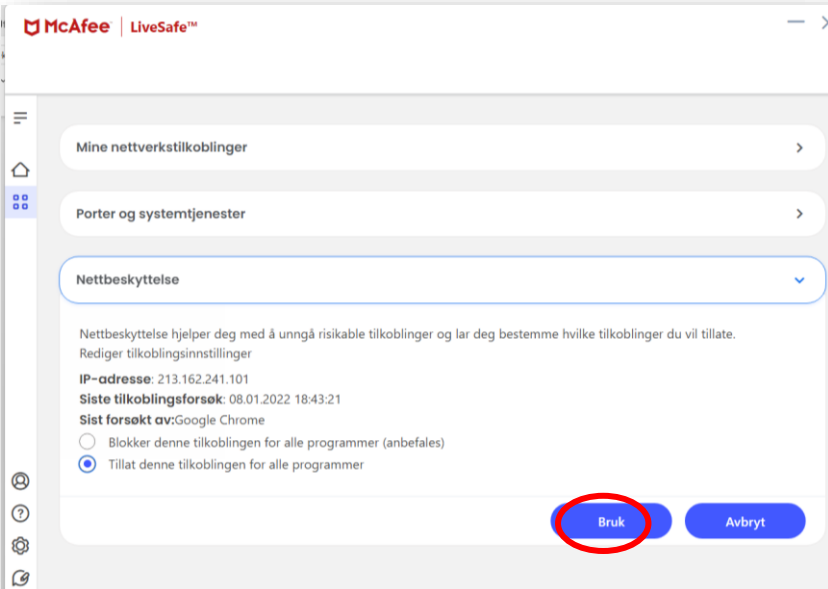 McAfee | LiveSafe™
Mine nettverkstilkoblinger
Porter og systemtjenester
Nettbeskyttelse
Nettbeskyttelse hjelper deg med å unngå risikable tilkoblinger og lar deg bestemme hvilke tilkoblinger du vil tillate.
Rediger tilkoblingsinnstillinger
IP-adresse: 213.162.241.101
Siste tilkoblingsforsøk: 08.01.2022 18:43:21
Sist forsøkt av:Google Chrome
Blokker denne tilkoblingen for alle programmer (anbefales)
Tillat denne tilkoblingen for alle programmer
Bruk
Avbryt